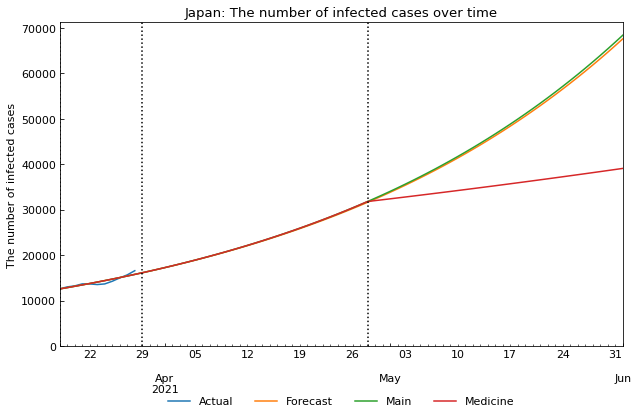 Japan: The number of infected cases over time
The number of infected cases
70000
60000
50000
40000
30000
20000
10000
0
22 29 05 12 19 26 03 10 17 24 31
Apr May Jun
2021
Actual Forecast Main Medicine